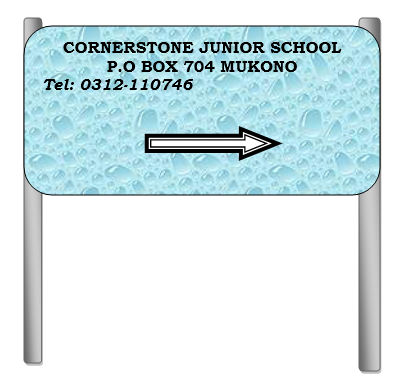 CORNERSTONE JUNIOR SCHOOL
P.O BOX 704 MUKONO
Tel: 0312-110746